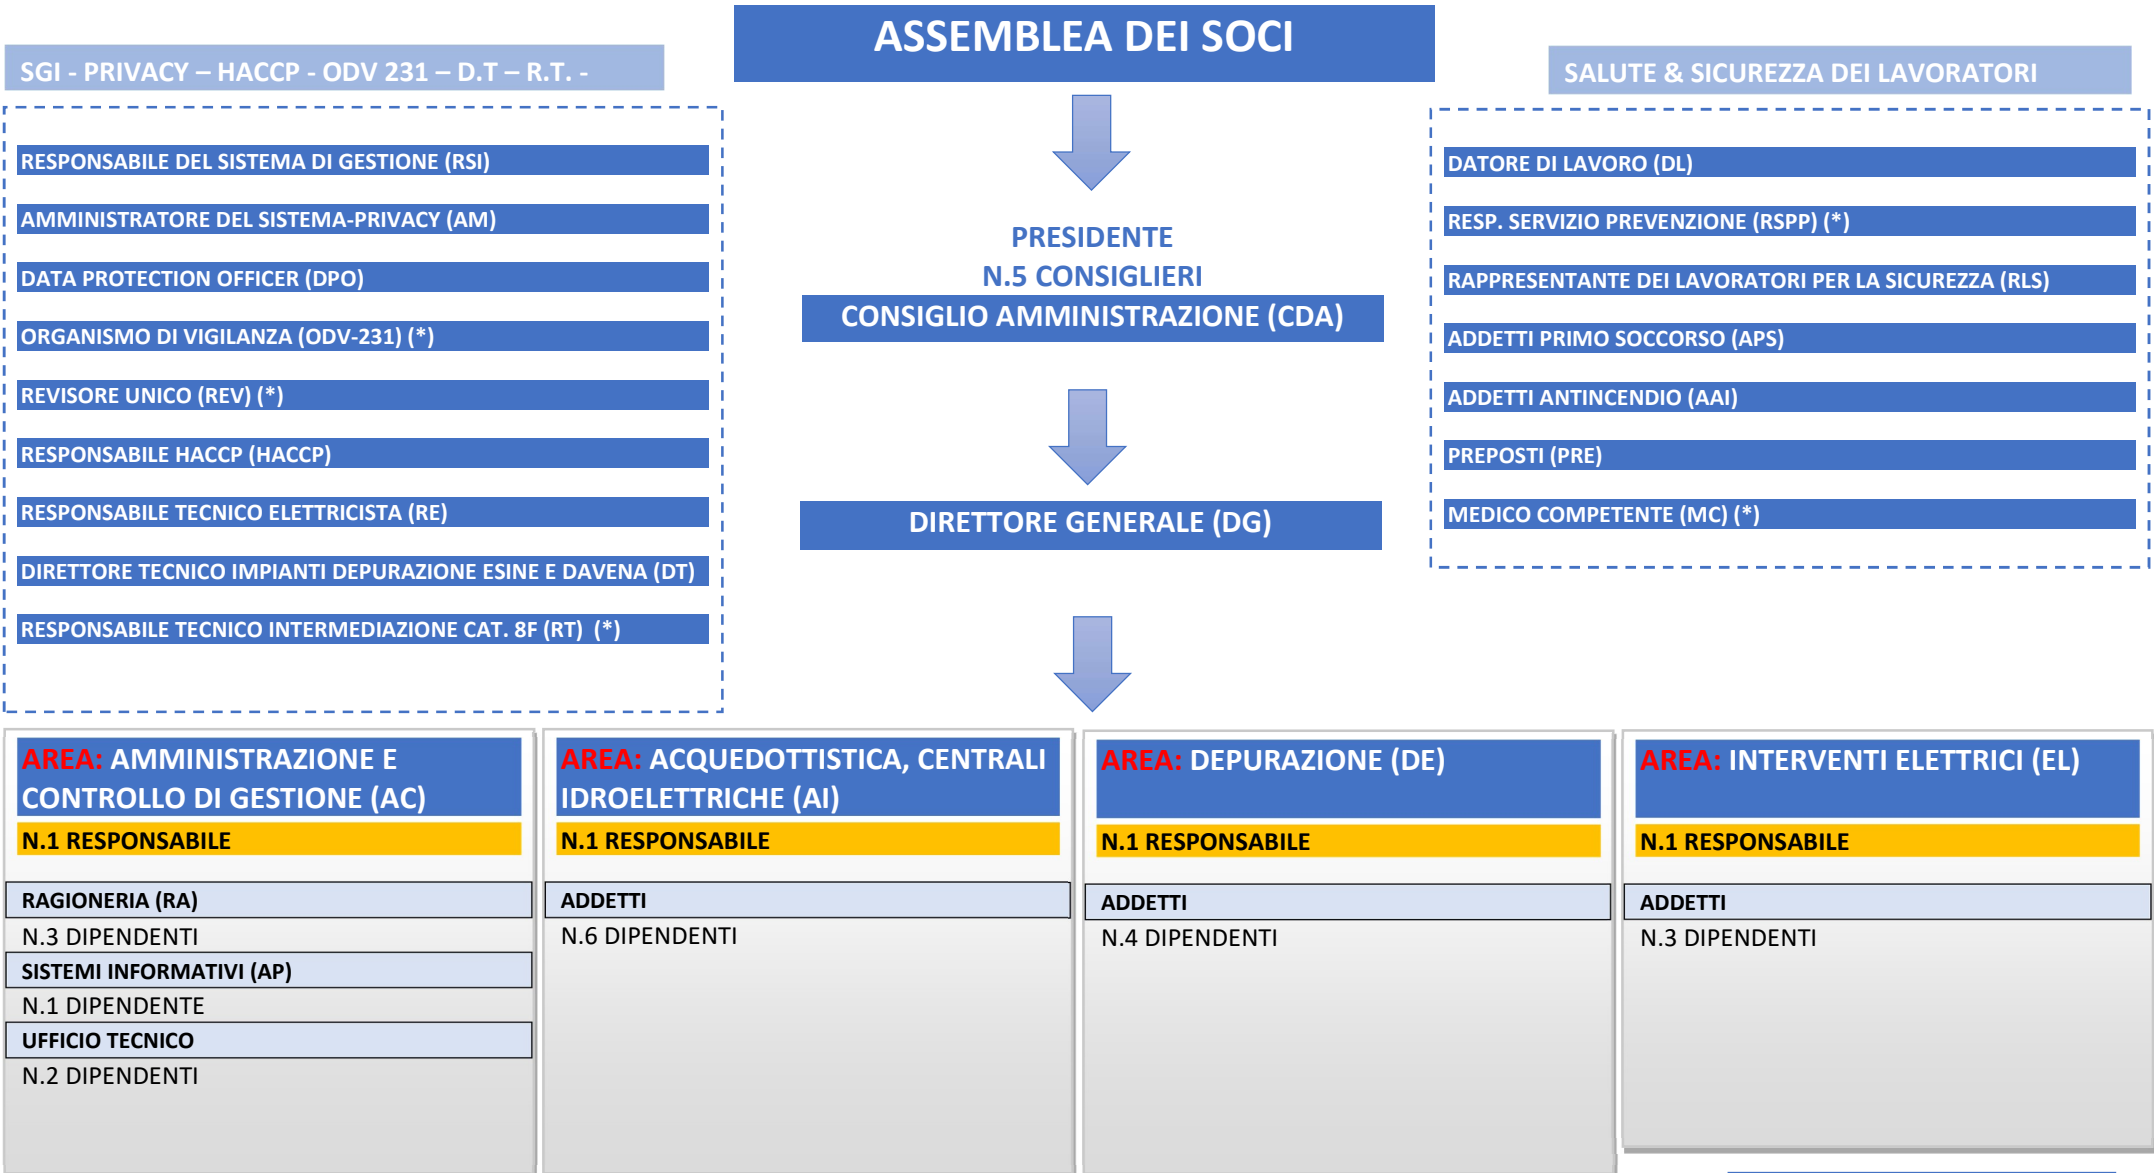 ASSEMBLEA DEI SOCI
SGI - PRIVACY – HACCP - ODV 231 – D.T – R.T. -
RESPONSABILE DEL SISTEMA DI GESTIONE (RSI)
AMMINISTRATORE DEL SISTEMA-PRIVACY (AM)
DATA PROTECTION OFFICER (DPO)
ORGANISMO DI VIGILANZA (ODV-231) (*)
REVISORE UNICO (REV) (*)
RESPONSABILE HACCP (HACCP)
RESPONSABILE TECNICO ELETTRICISTA (RE)
DIRETTORE TECNICO IMPIANTI DEPURAZIONE ESINE E DAVENA (DT)
RESPONSABILE TECNICO INTERMEDIAZIONE CAT. 8F (RT) (*)
PRESIDENTE
N.5 CONSIGLIERI
CONSIGLIO AMMINISTRAZIONE (CDA)
DIRETTORE GENERALE (DG)
SALUTE & SICUREZZA DEI LAVORATORI
DATORE DI LAVORO (DL)
RESP. SERVIZIO PREVENZIONE (RSPP) (*)
RAPPRESENTANTE DEI LAVORATORI PER LA SICUREZZA (RLS)
ADDETTI PRIMO SOCCORSO (APS)
ADDETTI ANTINCENDIO (AAI)
PREPOSTI (PRE)
MEDICO COMPETENTE (MC) (*)
AREA: AMMINISTRAZIONE E
CONTROLLO DI GESTIONE (AC)
N.1 RESPONSABILE
RAGIONERIA (RA)
N.3 DIPENDENTI
SISTEMI INFORMATIVI (AP)
N.1 DIPENDENTE
UFFICIO TECNICO
N.2 DIPENDENTI
AREA: ACQUEDOTTISTICA, CENTRALI
IDROELETTRICHE (AI)
N.1 RESPONSABILE
ADDETTI
N.6 DIPENDENTI
AREA: DEPURAZIONE (DE)
N.1 RESPONSABILE
ADDETTI
N.4 DIPENDENTI
AREA: INTERVENTI ELETTRICI (EL)
N.1 RESPONSABILE
ADDETTI
N.3 DIPENDENTI